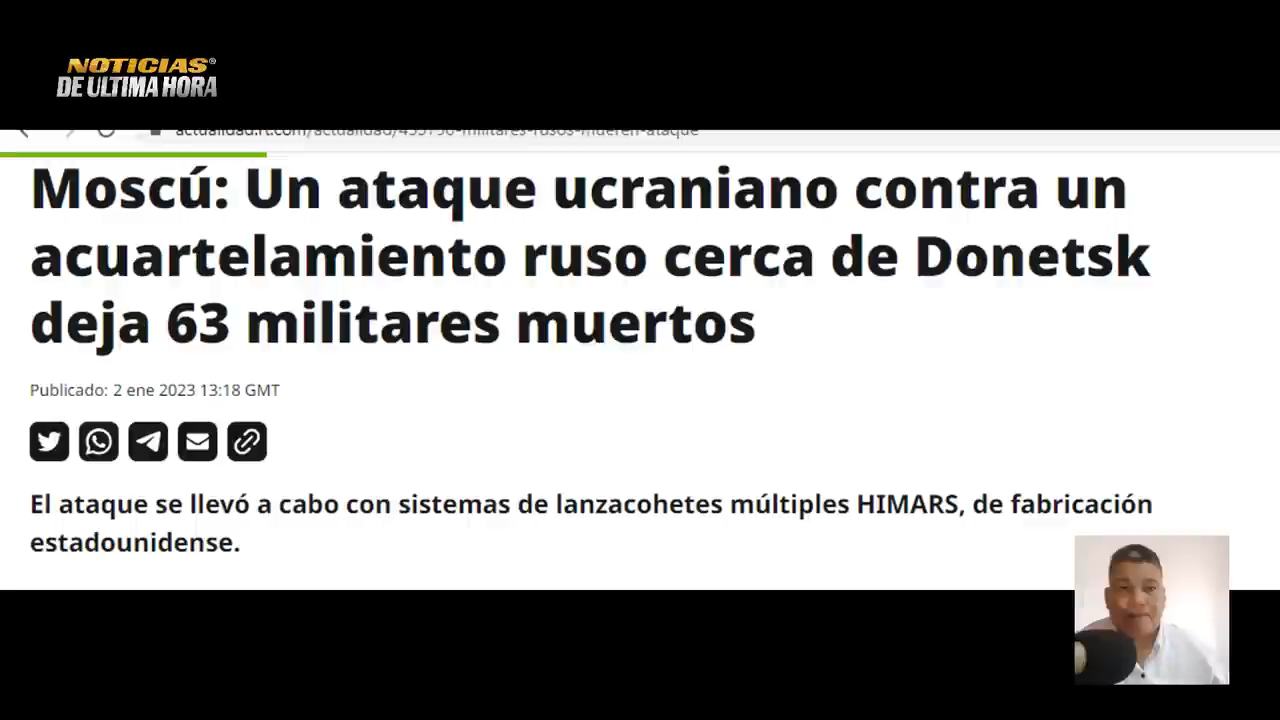 NOTICIAS®
DE ULTIMA HORA
Moscú: Un ataque ucraniano contra un
acuartelamiento ruso cerca de Donetsk
deja 63 militares muertos
Publicado: 2 ene 2023 13:18 GMT
El ataque se llevó a cabo con sistemas de lanzacohetes múltiples HIMARS, de fabricación
estadounidense.